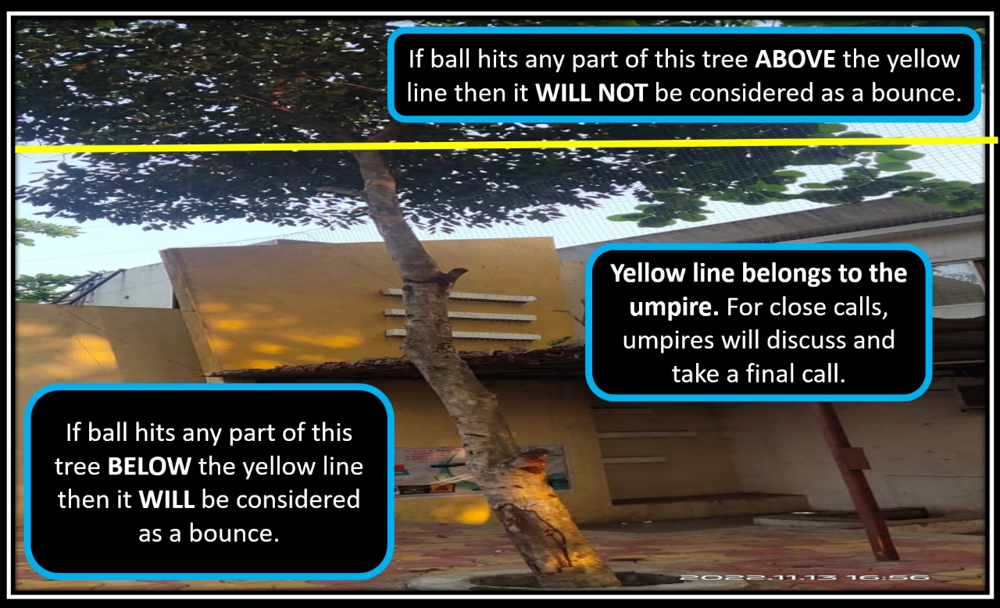 If ball hits any part of this tree ABOVE the yellow
line then it WILL NOT be considered as a bounce.
Yellow line belongs to the
umpire. For close calls,
umpires will discuss and
take a final call.
If ball hits any part of this
tree BELOW the yellow line
then it WILL be considered
as a bounce.
2022.11.13 16:56